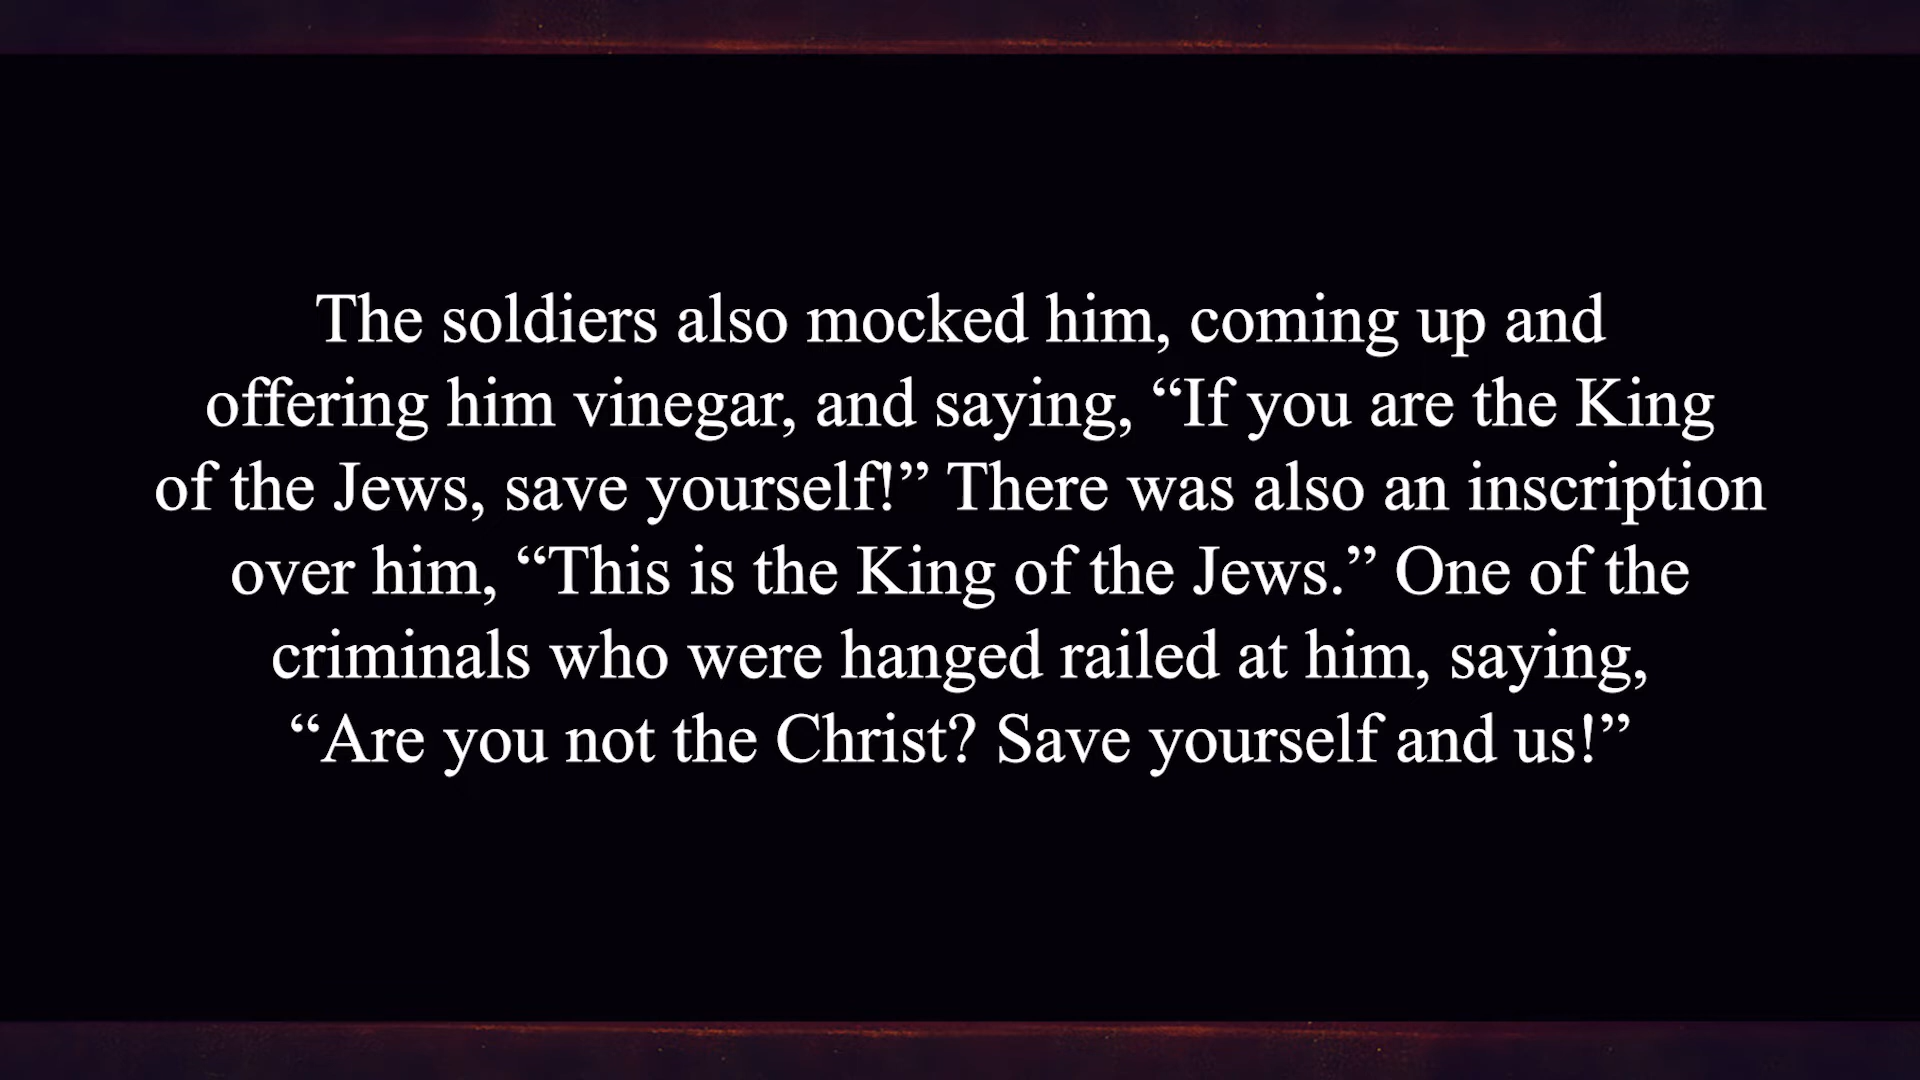 The soldiers also mocked him, coming up and
offering him vinegar, and saying, “If you are the King
of the Jews, save yourself!” There was also an inscription
over him, “This is the King of the Jews.” One of the
criminals who were hanged railed at him, saying,
“Are you not the Christ? Save yourself and us!”